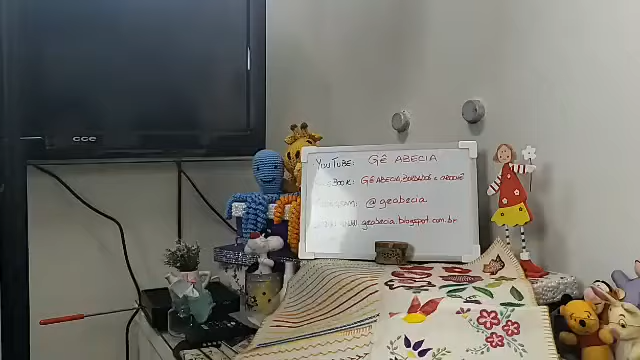 CCE
YOUTUBE: GÊ ABECIA
GÊ ABECIA, BORDADOS E CROCHÊ
@geabecia
geabecia.blogspot.com.br